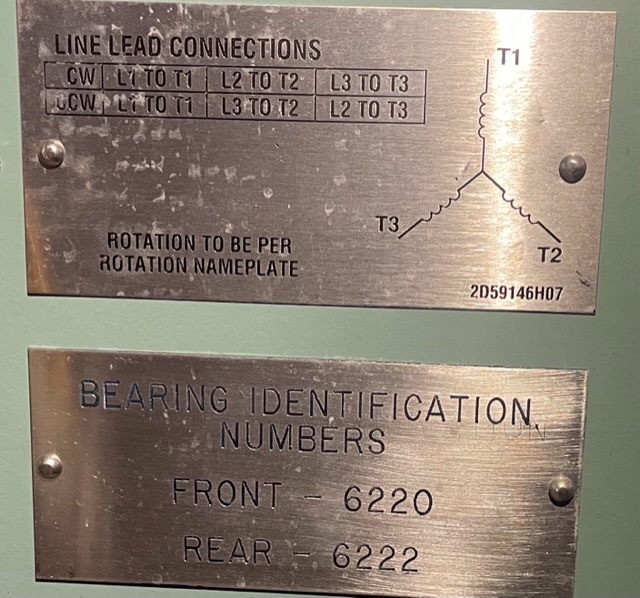 LINE LEAD CONNECTIONS
CW L1 TO T1 L2 TO T2 L3 TO T3
CCW L1 TO T1 L3 TO T2 L2 TO T3
T1
T3
T2
ROTATION TO BE PER
ROTATION NAMEPLATE
2D59146H07
BEARING IDENTIFICATION
NUMBERS
FRONT - 6220
REAR - 6222